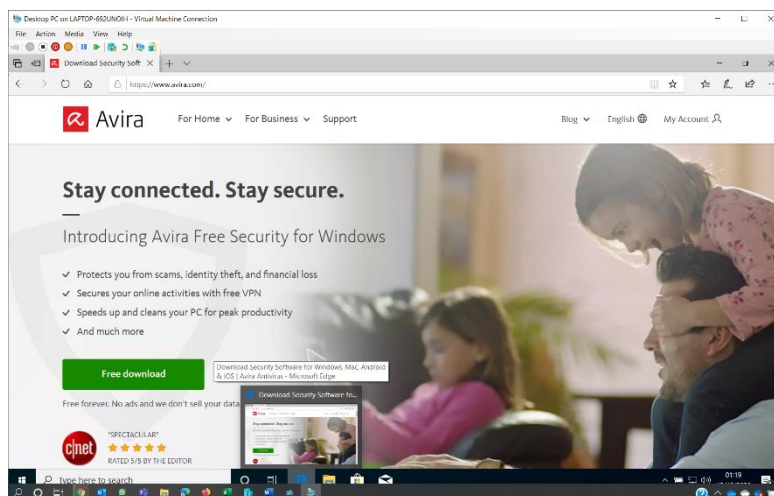 Desktop PC on LAPTOP-692UNOIH - Virtual Machine Connection
File Action Media View Help
Download Security Soft
https://www.avira.com/
Avira For Home For Business Support Blog English My Account
Stay connected. Stay secure.
Introducing Avira Free Security for Windows
Protects you from scams, identity theft, and financial loss
Secures your online activities with free VPN
Speeds up and cleans your PC for peak productivity
And much more
Free download
Download Security Software for Windows, Mac, Android
& iOS | Avira Antivirus - Microsoft Edge
Download Security Software fo...
Free forever. No ads and we don't sell your data
cnet
"SPECTACULAR"
RATED 5/5 BY THE EDITOR
Type here to search
01:19